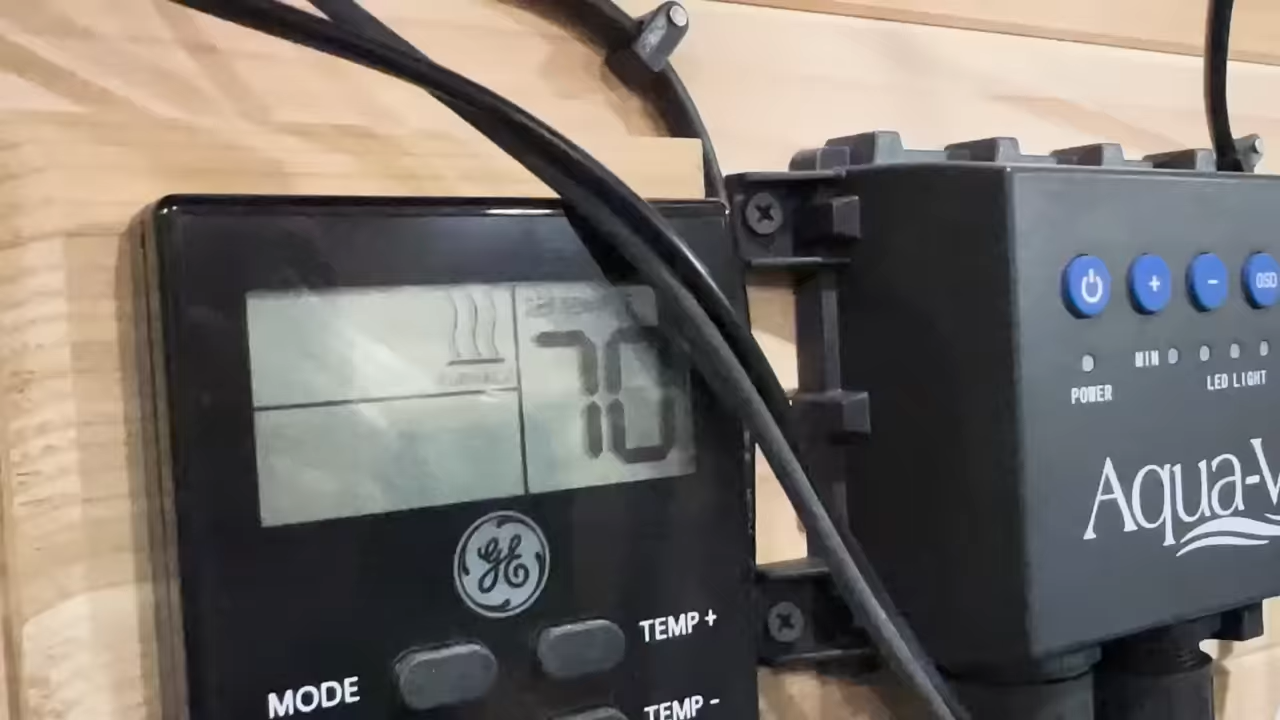 70
GE
MODE
TEMP +
TEMP -
OSD
POWER
MIN
LED LIGHT
Aqua-V